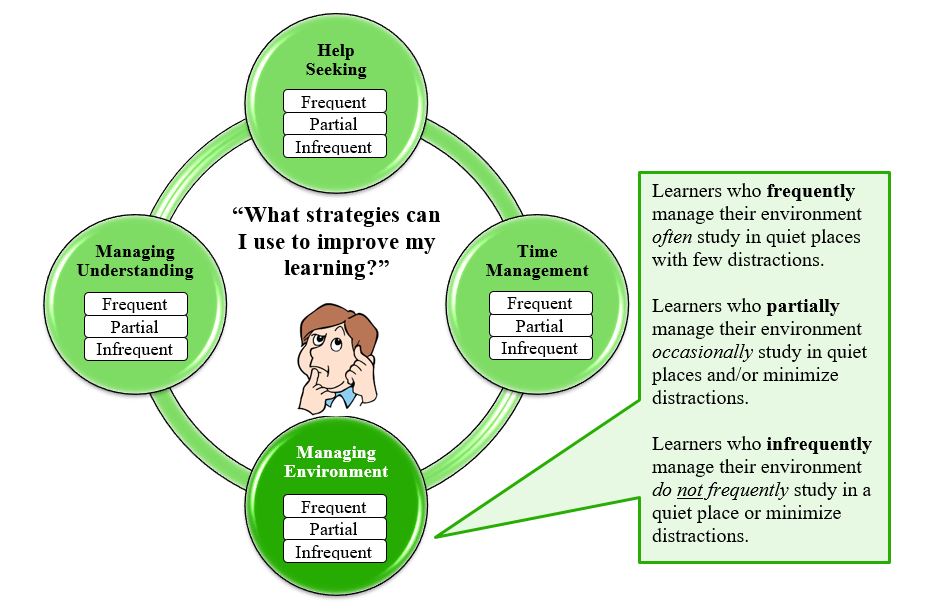 Help
Seeking
Frequent
Partial
Infrequent
“What strategies can
I use to improve my
learning?”
Managing
Understanding
Frequent
Partial
Infrequent
Time
Management
Frequent
Partial
Infrequent
Managing
Environment
Frequent
Partial
Infrequent
Learners who frequently
manage their environment
often study in quiet places
with few distractions.
Learners who partially
manage their environment
occasionally study in quiet
places and/or minimize
distractions.
Learners who infrequently
manage their environment
do not frequently study in a
quiet place or minimize
distractions.